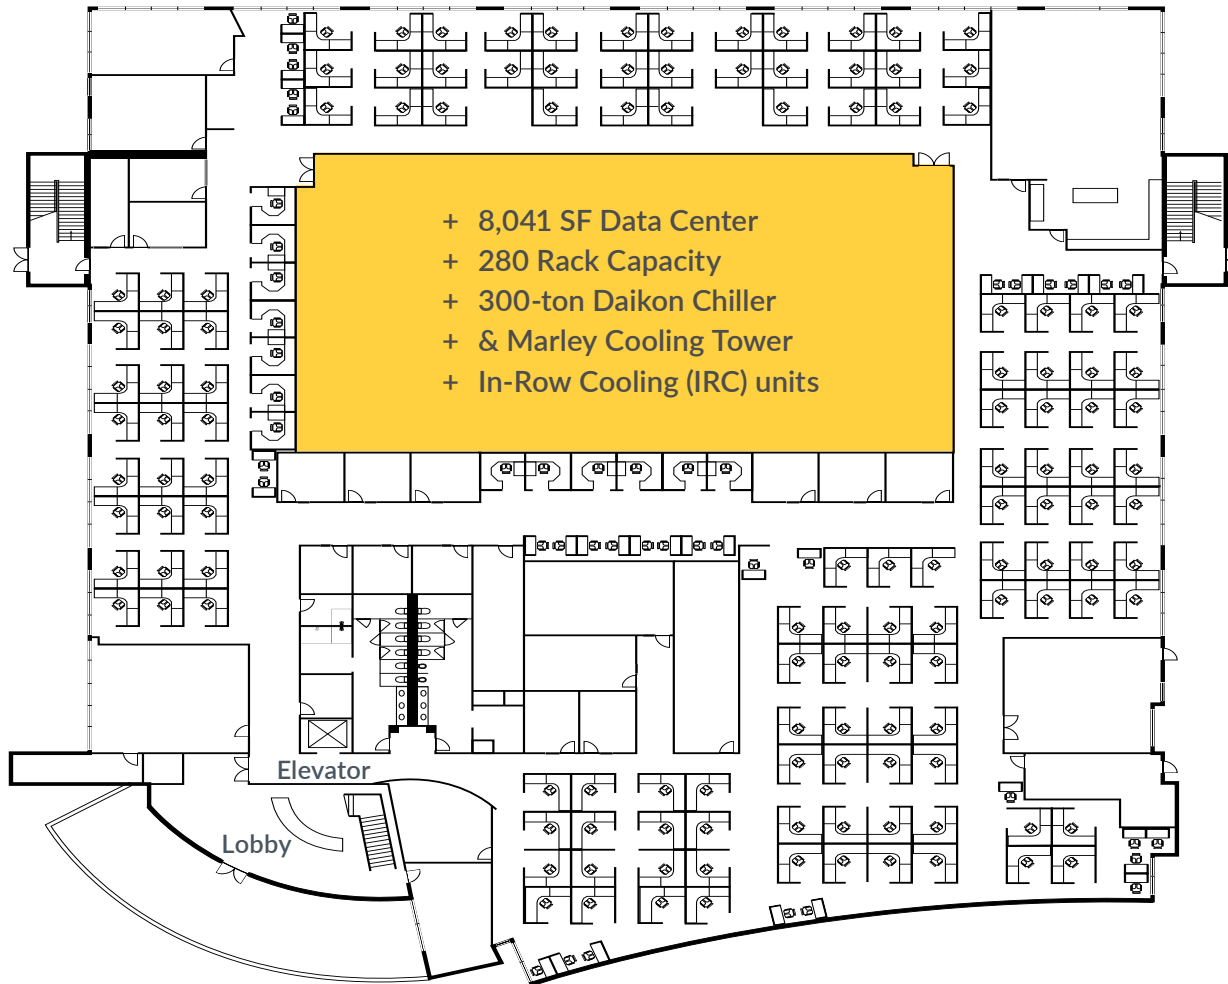 + 8,041 SF Data Center
+ 280 Rack Capacity
+ 300-ton Daikon Chiller
+ & Marley Cooling Tower
+ In-Row Cooling (IRC) units
Elevator
Lobby